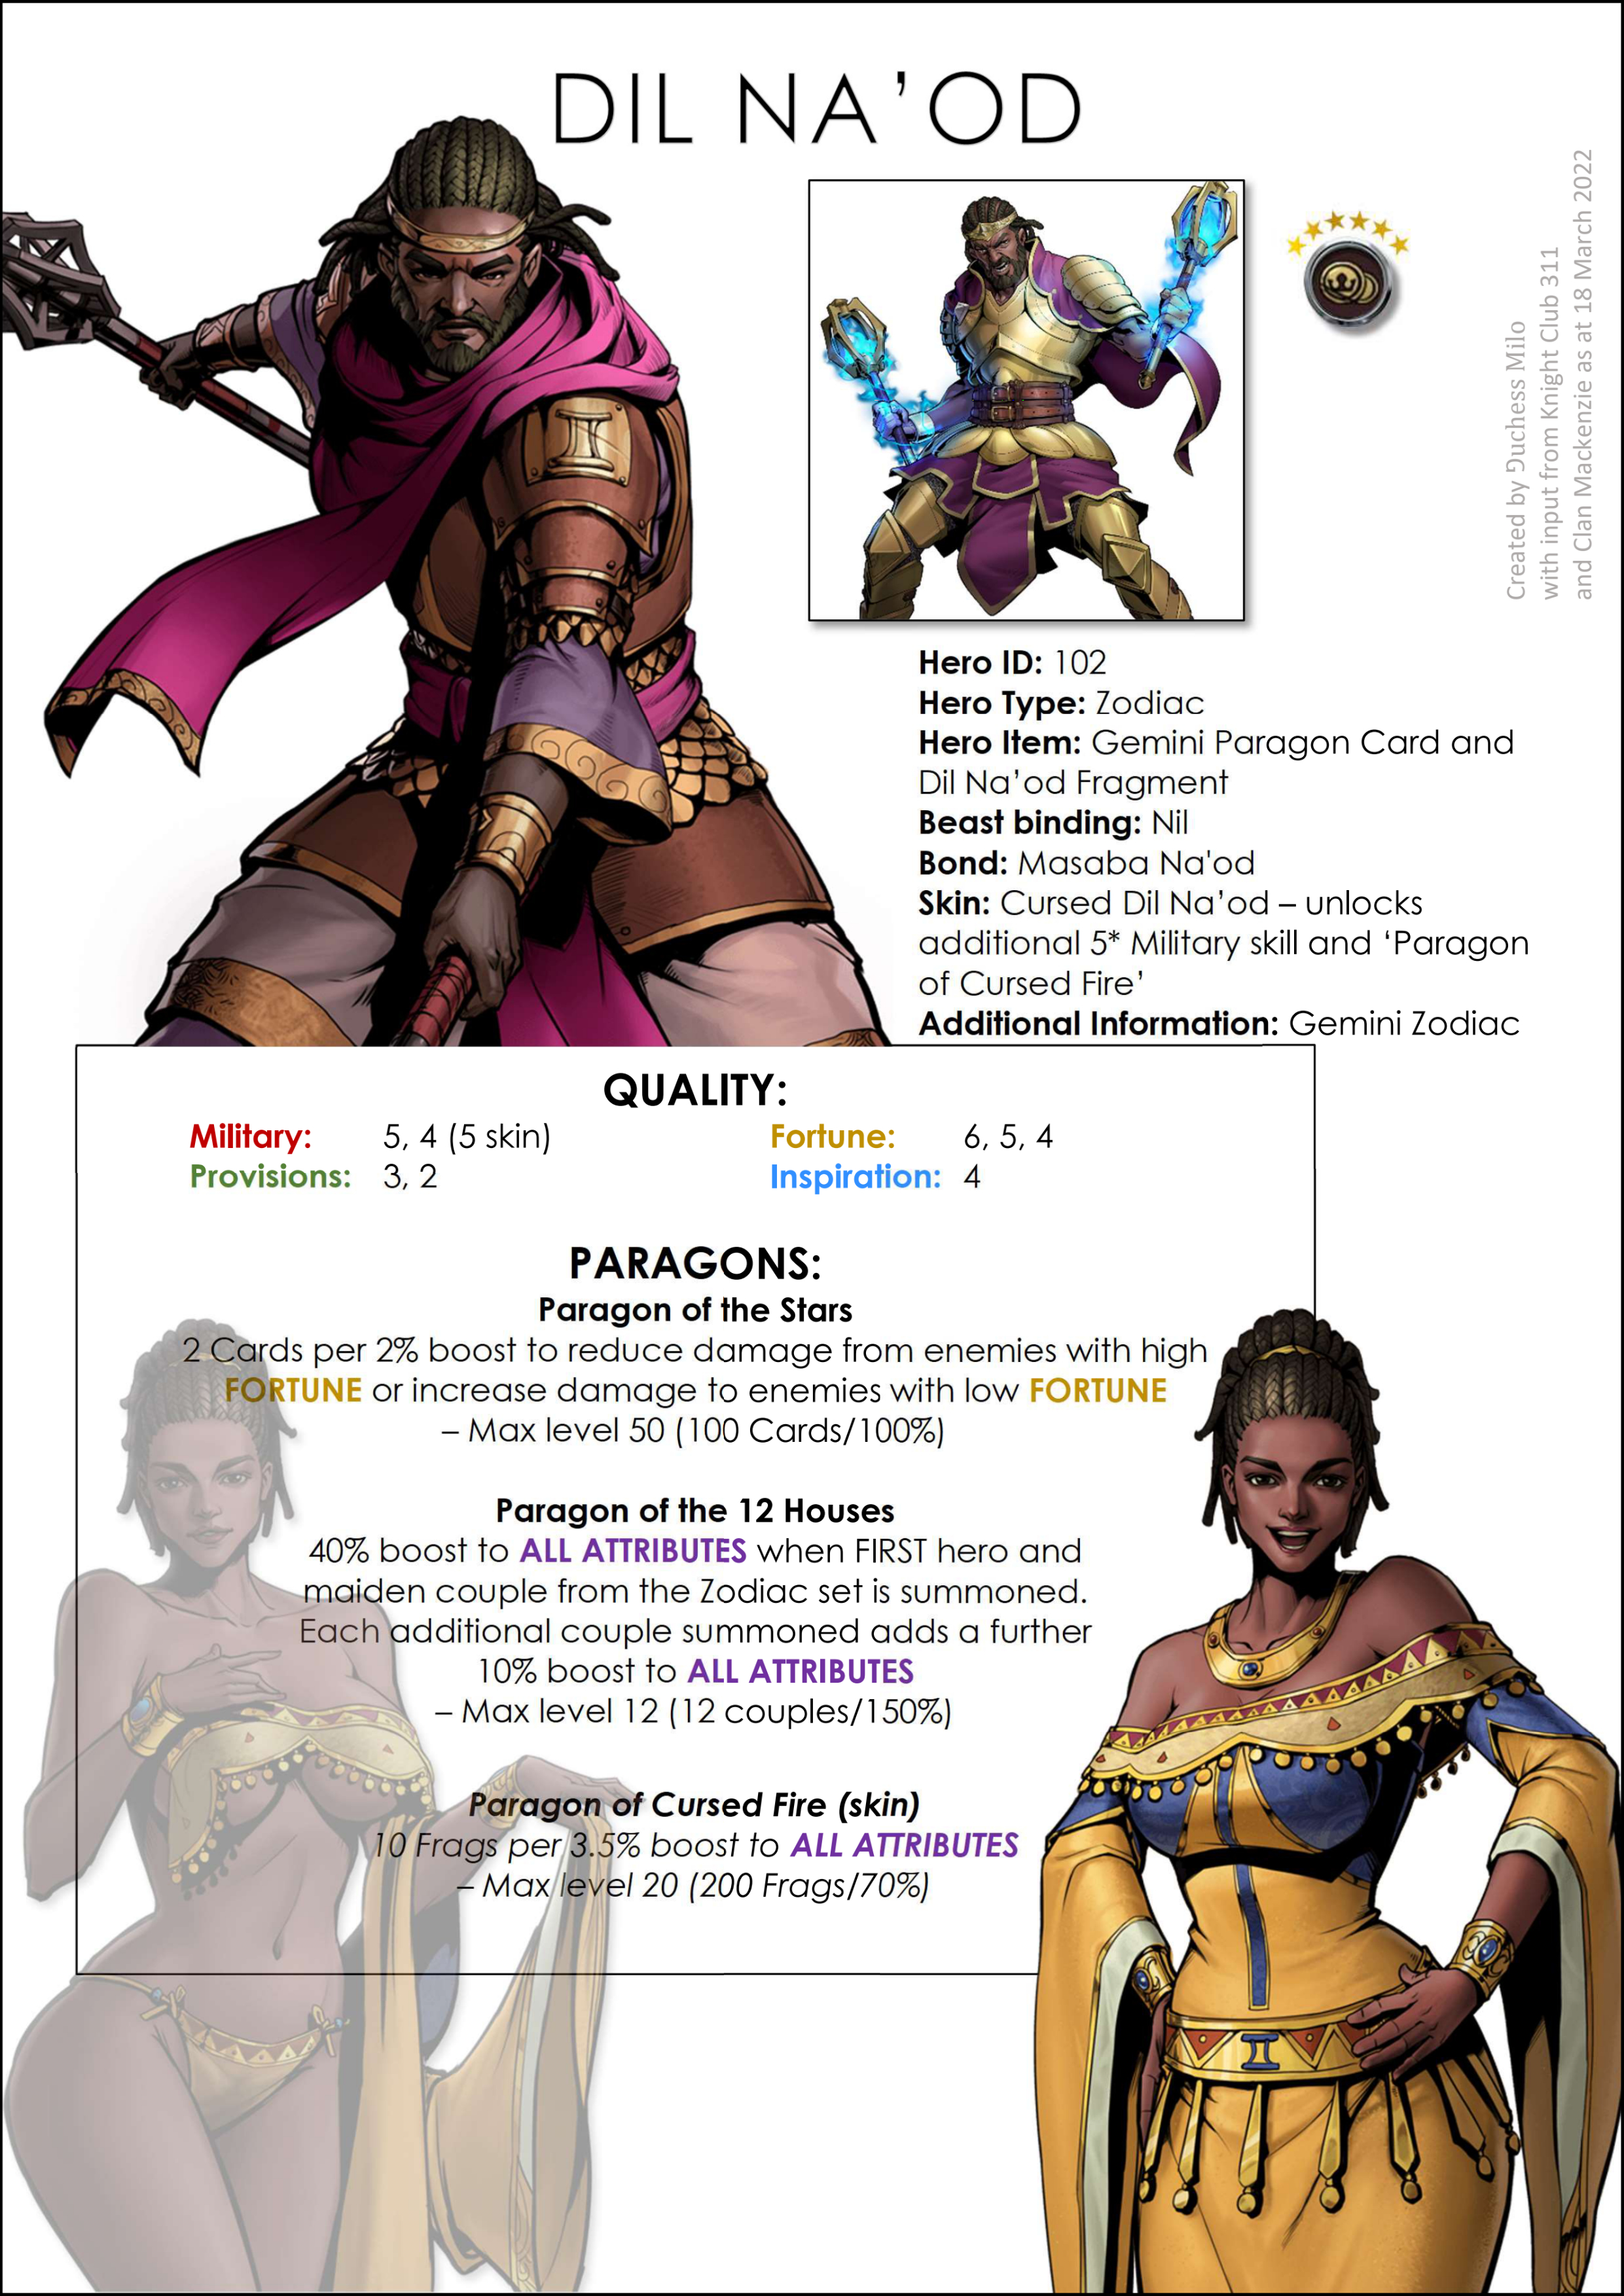 DIL NA’OD
Created by Duchess Milo
with input from Knight Club 311
and Clan Mackenzie as at 18 March 2022
Hero ID: 102
Hero Type: Zodiac
Hero Item: Gemini Paragon Card and
Dil Na’od Fragment
Beast binding: Nil
Bond: Masaba Na'od
Skin: Cursed Dil Na’od – unlocks
additional 5* Military skill and ‘Paragon
of Cursed Fire’
Additional Information: Gemini Zodiac
QUALITY:
Military: 5, 4 (5 skin) Fortune: 6, 5, 4
Provisions: 3, 2 Inspiration: 4
PARAGONS:
Paragon of the Stars
2 Cards per 2% boost to reduce damage from enemies with high
FORTUNE or increase damage to enemies with low FORTUNE
– Max level 50 (100 Cards/100%)
Paragon of the 12 Houses
40% boost to ALL ATTRIBUTES when FIRST hero and
maiden couple from the Zodiac set is summoned.
Each additional couple summoned adds a further
10% boost to ALL ATTRIBUTES
– Max level 12 (12 couples/150%)
Paragon of Cursed Fire (skin)
10 Frags per 3.5% boost to ALL ATTRIBUTES
– Max level 20 (200 Frags/70%)